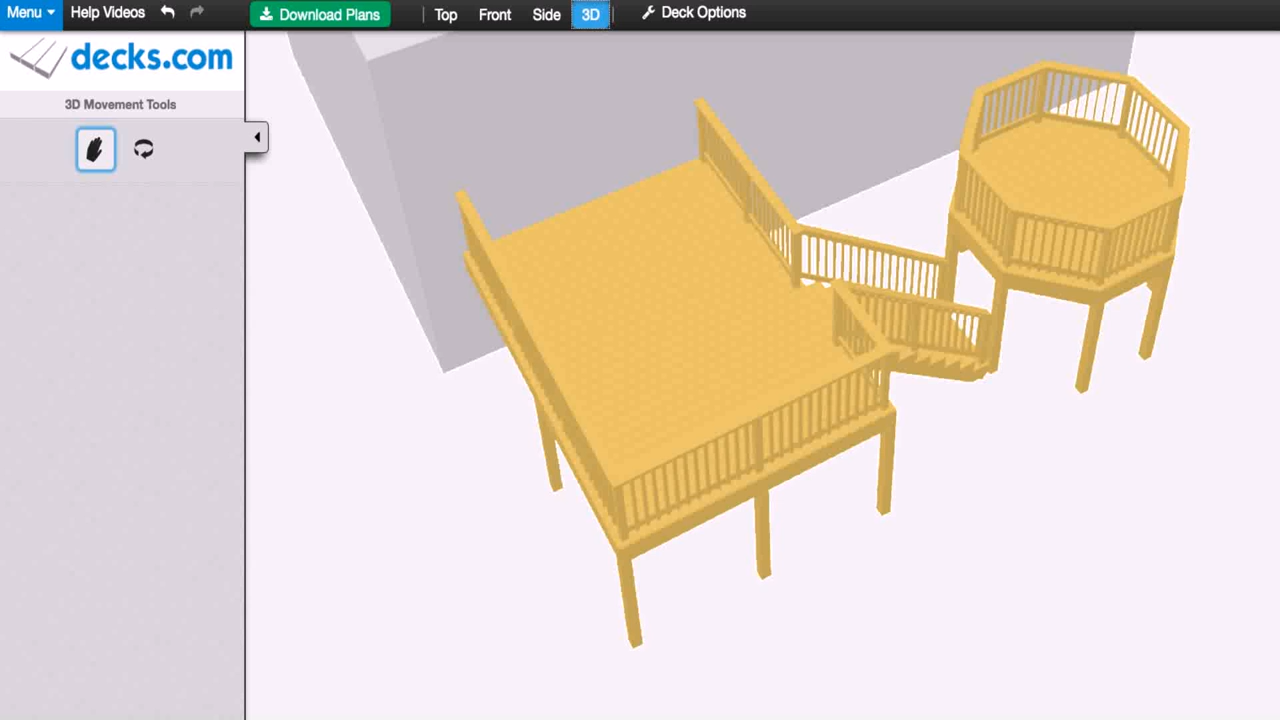 Menu Help Videos Download Plans Top Front Side 3D Deck Options
decks.com
3D Movement Tools